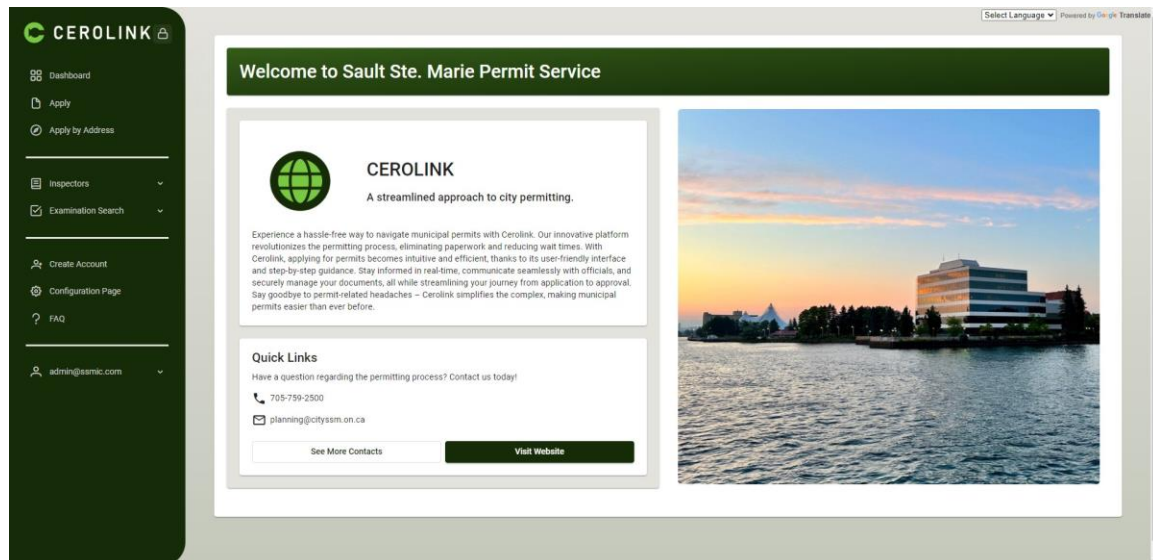 Select Language
Powered by Google Translate
CEROLINK
Dashboard
Apply
Apply by Address
Inspectors
Examination Search
Create Account
Configuration Page
? FAQ
admin@ssmic.com
Welcome to Sault Ste. Marie Permit Service
CEROLINK
A streamlined approach to city permitting.
Experience a hassle-free way to navigate municipal permits with Cerolink. Our innovative platform
revolutionizes the permitting process, eliminating paperwork and reducing wait times. With
Cerolink, applying for permits becomes intuitive and efficient, thanks to its user-friendly interface
and step-by-step guidance. Stay informed in real-time, communicate seamlessly with officials, and
securely manage your documents, all while streamlining your journey from application to approval.
Say goodbye to permit-related headaches – Cerolink simplifies the complex, making municipal
permits easier than ever before.
Quick Links
Have a question regarding the permitting process? Contact us today!
705-759-2500
planning@cityssm.on.ca
See More Contacts
Visit Website